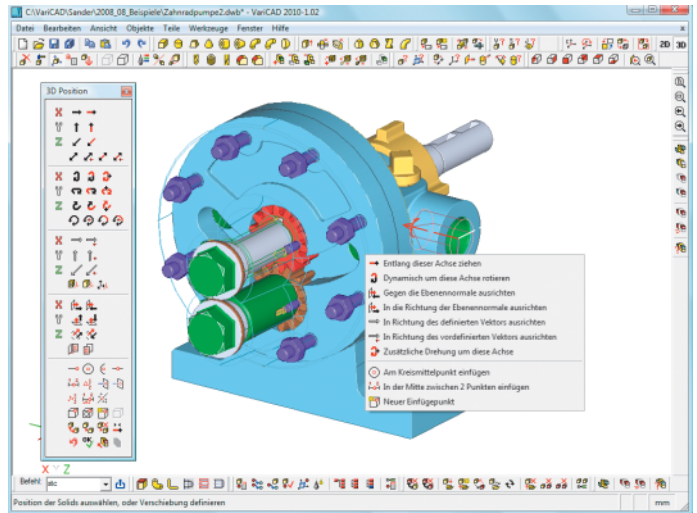 C:\VariCAD\Sander\2008_08_Beispiele\Zahnradpumpe2.dwb* - VariCAD 2010-1.02
Datei Bearbeiten Ansicht Objekte Teile Werkzeuge Fenster Hilfe
2D 3D
3D Position
X
Y
Z
X
Y
Z
X
Y
Z
X
Y
Z
Entlang dieser Achse ziehen
Dynamisch um diese Achse rotieren
Gegen die Ebenennormale ausrichten
In die Richtung der Ebenennormale ausrichten
In Richtung des definierten Vektors ausrichten
In Richtung des vordefinierten Vektors ausrichten
Zusätzliche Drehung um diese Achse
Am Kreismittelpunkt einfügen
In der Mitte zwischen 2 Punkten einfügen
Neuer Einfügepunkt
OK
X Y Z
Befehl: abc
Position der Solids auswählen, oder Verschiebung definieren
mm